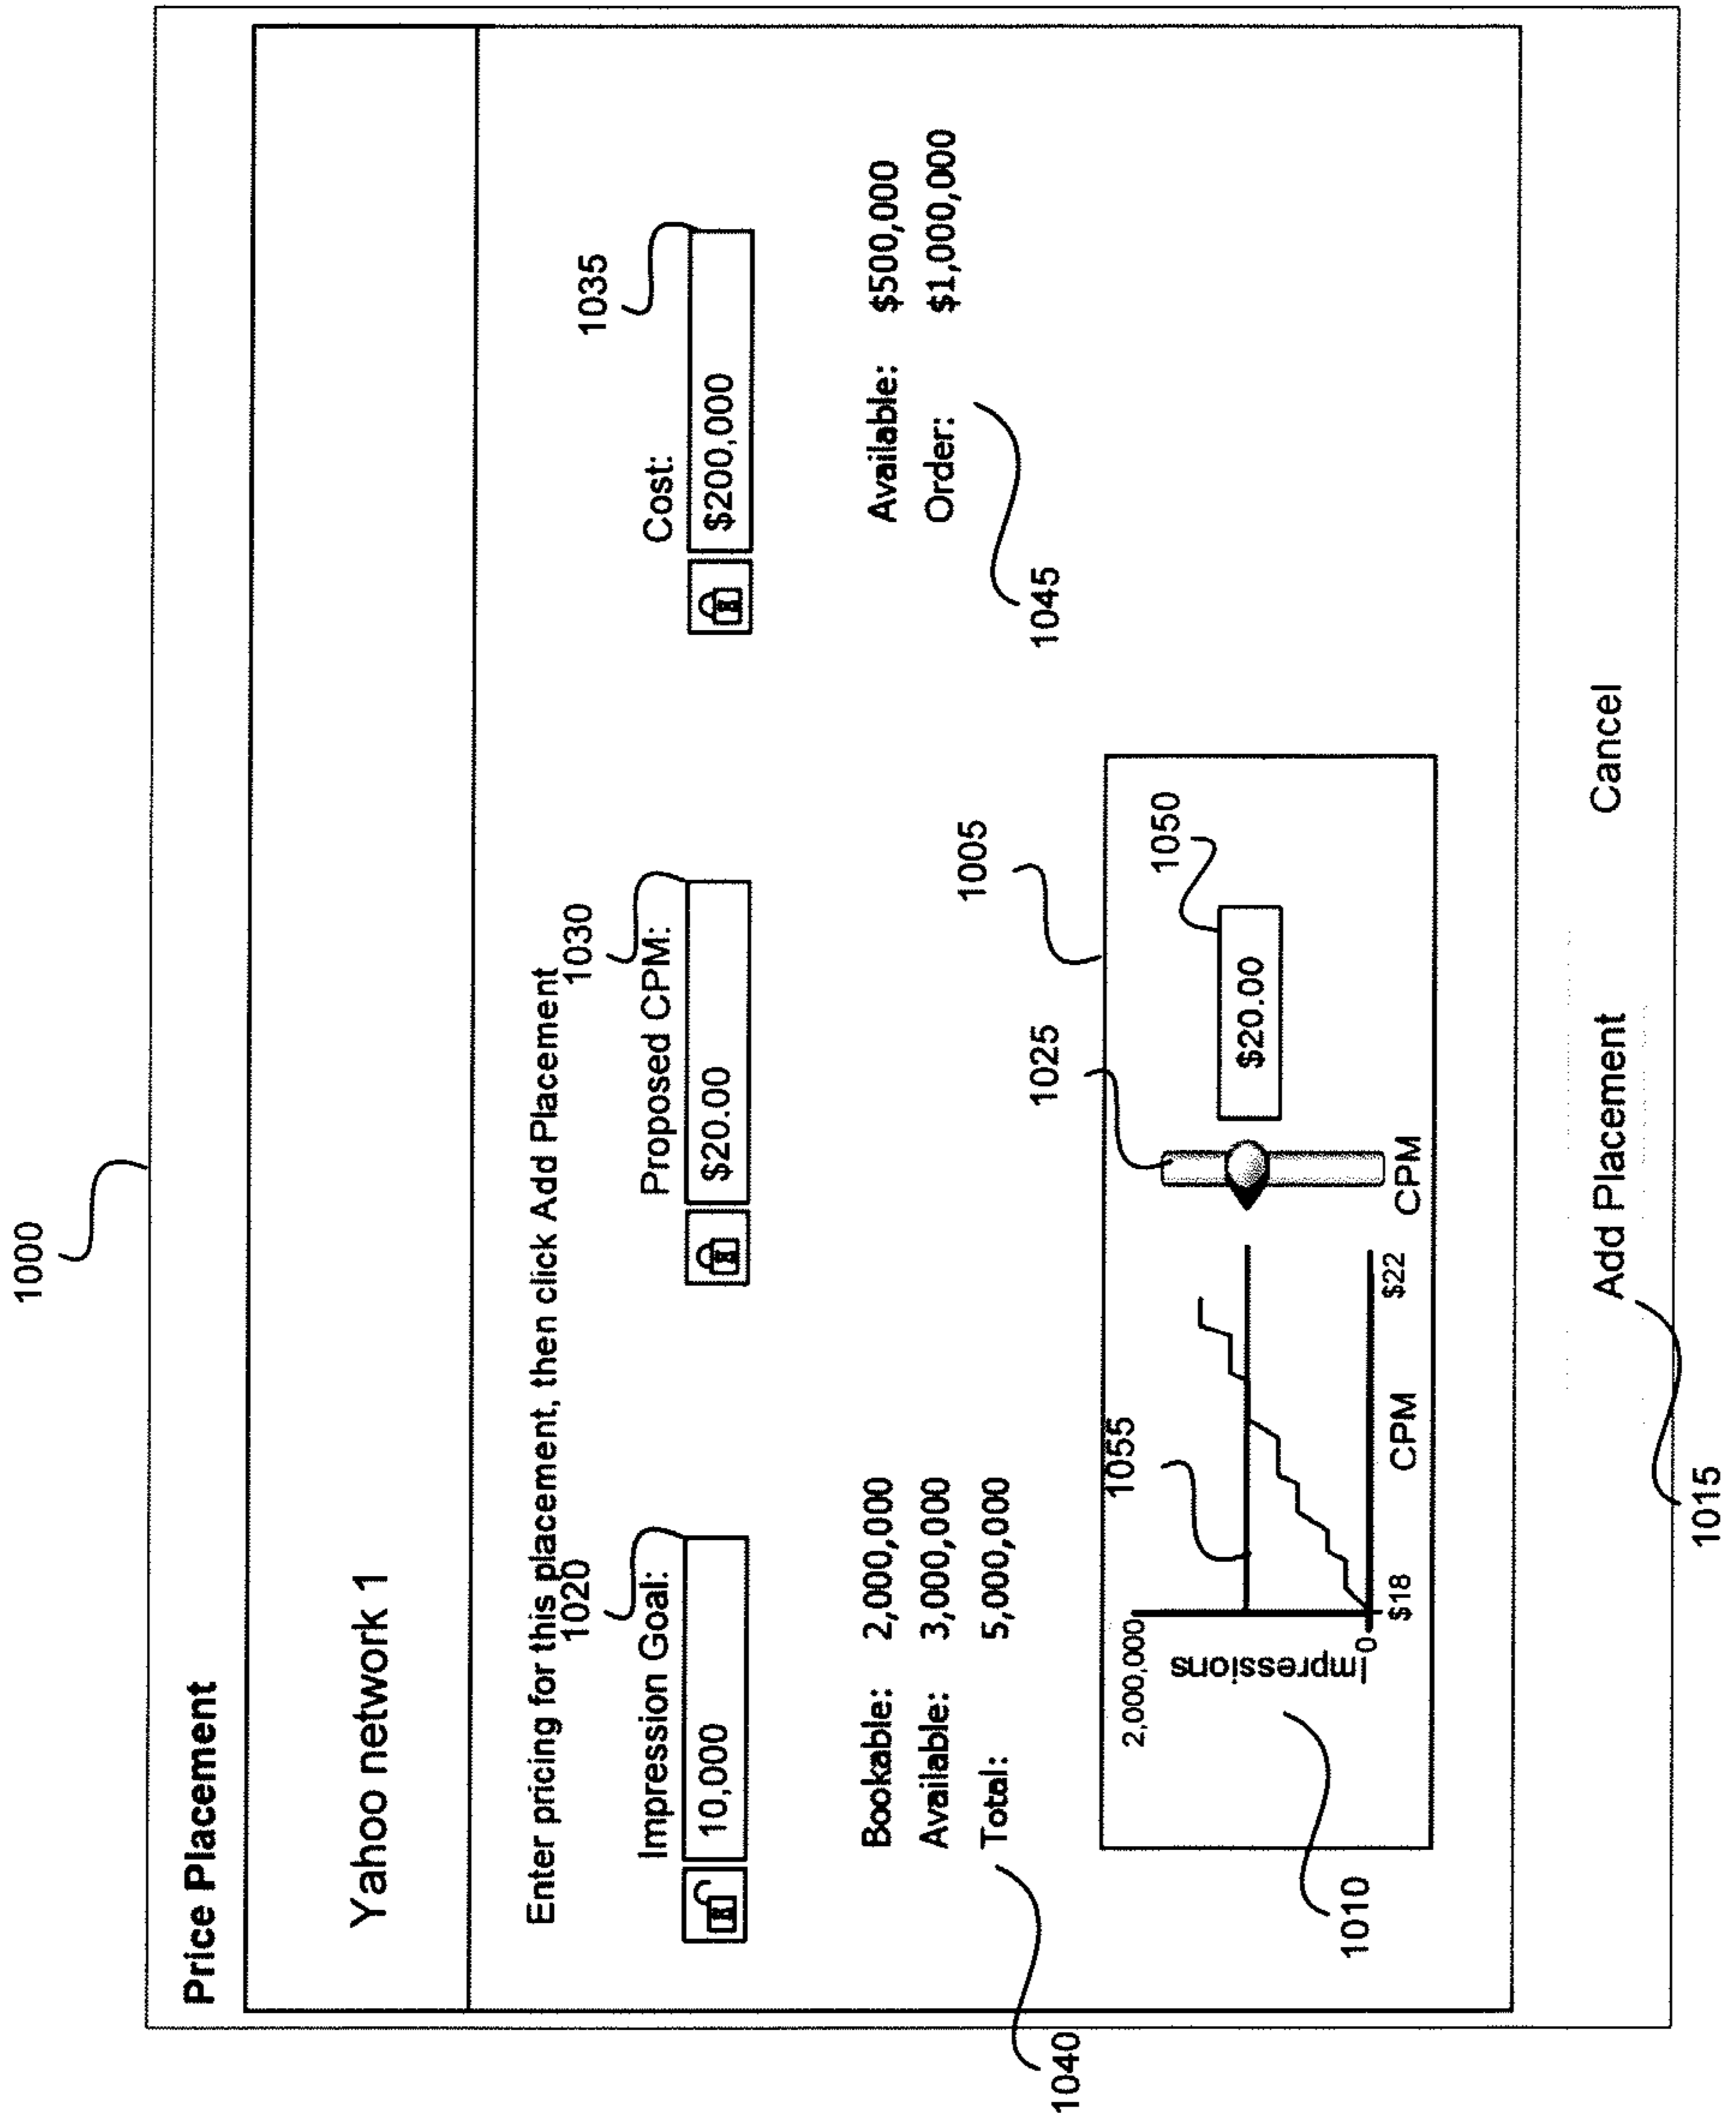 1000
Price Placement
Yahoo network 1
Enter pricing for this placement, then click Add Placement
1020
1030
1035
Impression Goal:
Proposed CPM:
Cost:
10,000
$20.00
$200,000
Bookable: 2,000,000
Available: 3,000,000
Total: 5,000,000
Available: $500,000
Order: $1,000,000
1040
1045
1005
1025
1050
1055
2,000,000
Impressions
0
$18
CPM
$22
CPM
$20.00
1010
Add Placement
Cancel
1015